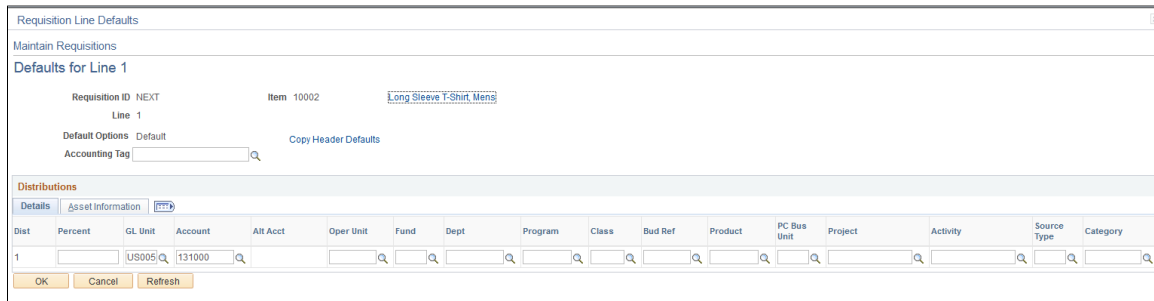 Requisition Line Defaults
Maintain Requisitions
Defaults for Line 1
Requisition ID NEXT Item 10002 Long Sleeve T-Shirt, Mens
Line 1
Default Options Default Copy Header Defaults
Accounting Tag
Distributions
Details Asset Information
Dist Percent GL Unit Account Alt Acct Oper Unit Fund Dept Program Class Bud Ref Product PC Bus Unit Project Activity Source Type Category
1 US005 131000
OK Cancel Refresh